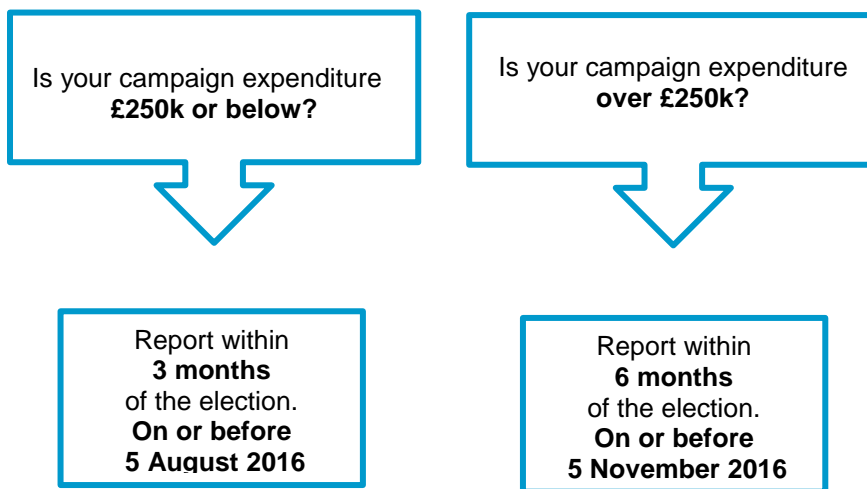 Is your campaign expenditure
£250k or below?
Is your campaign expenditure
over £250k?
Report within
3 months
of the election.
On or before
5 August 2016
Report within
6 months
of the election.
On or before
5 November 2016